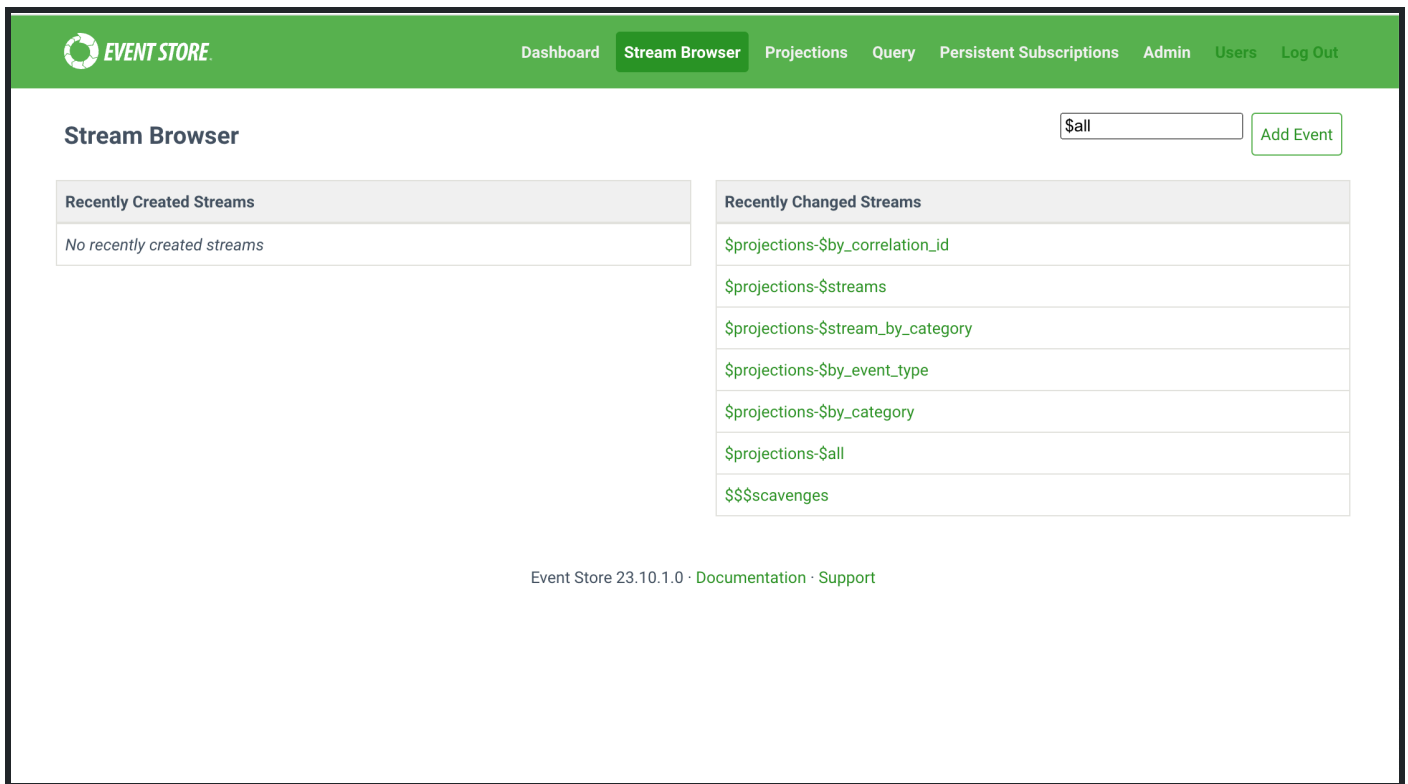 EVENT STORE.
Dashboard Stream Browser Projections Query Persistent Subscriptions Admin Users Log Out
Stream Browser
$all
Add Event
Recently Created Streams
No recently created streams
Recently Changed Streams
$projections-$by_correlation_id
$projections-$streams
$projections-$stream_by_category
$projections-$by_event_type
$projections-$by_category
$projections-$all
$$$scavenges
Event Store 23.10.1.0 · Documentation · Support